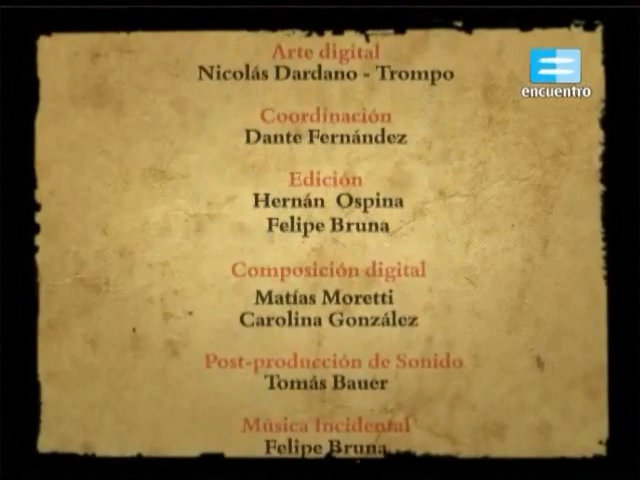 Arte digital
Nicolás Dardano - Trompo
encuentro
Coordinación
Dante Fernández
Edición
Hernán Ospina
Felipe Bruna
Composición digital
Matías Moretti
Carolina González
Post-producción de Sonido
Tomás Bauer
Música Incidental
Felipe Bruna